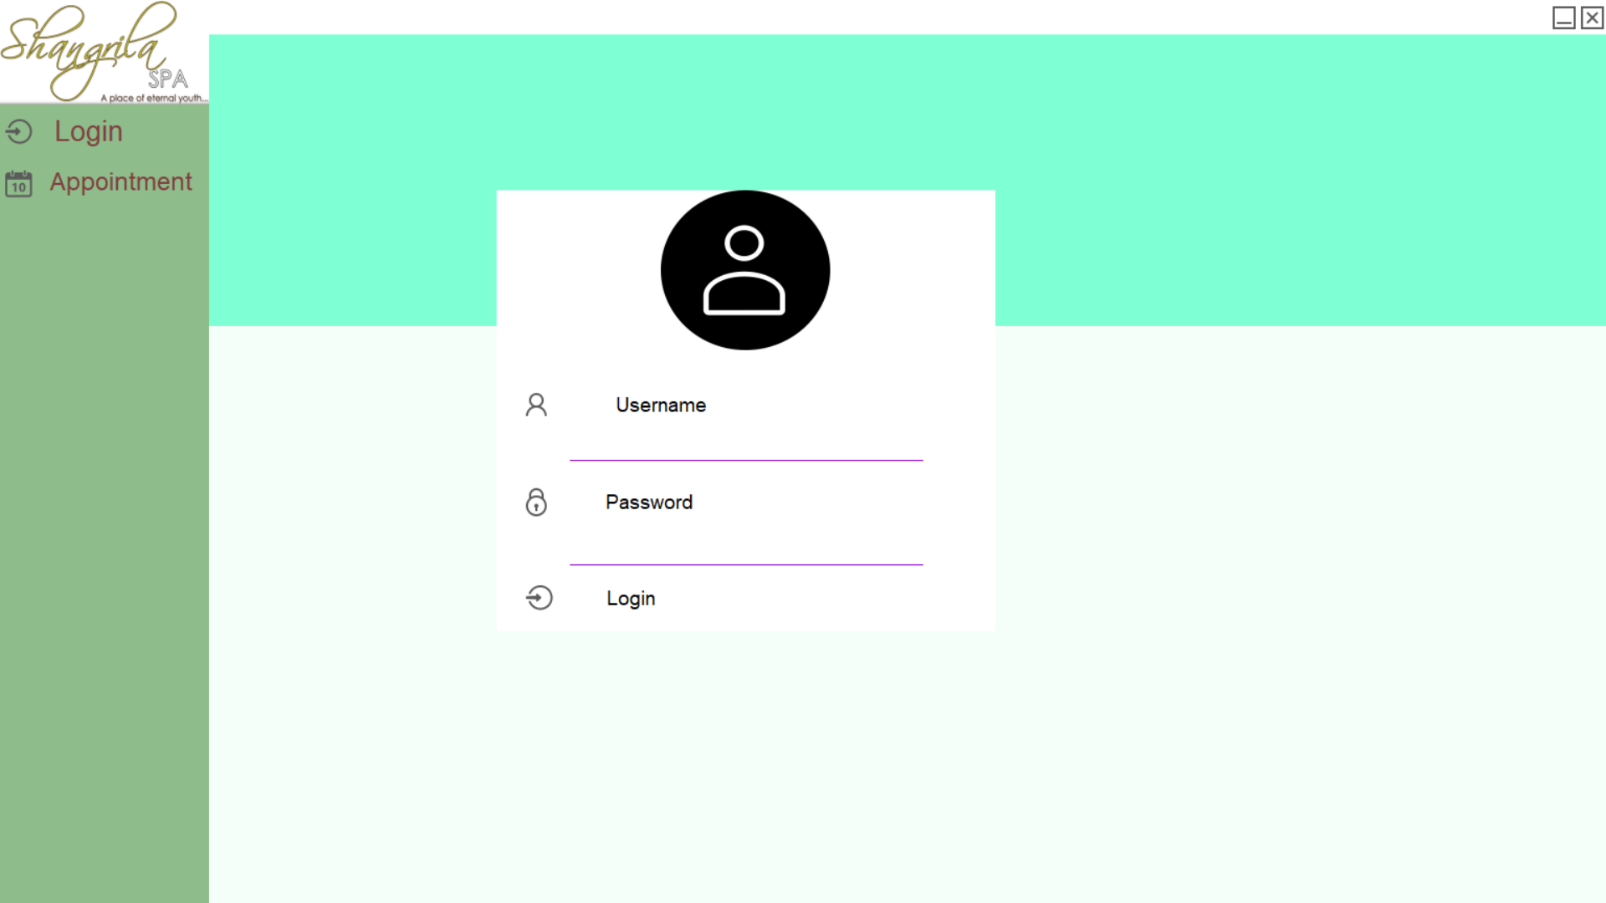 Shangrila
SPA
A place of eternal youth...
Login
10
Appointment
Username
Password
Login